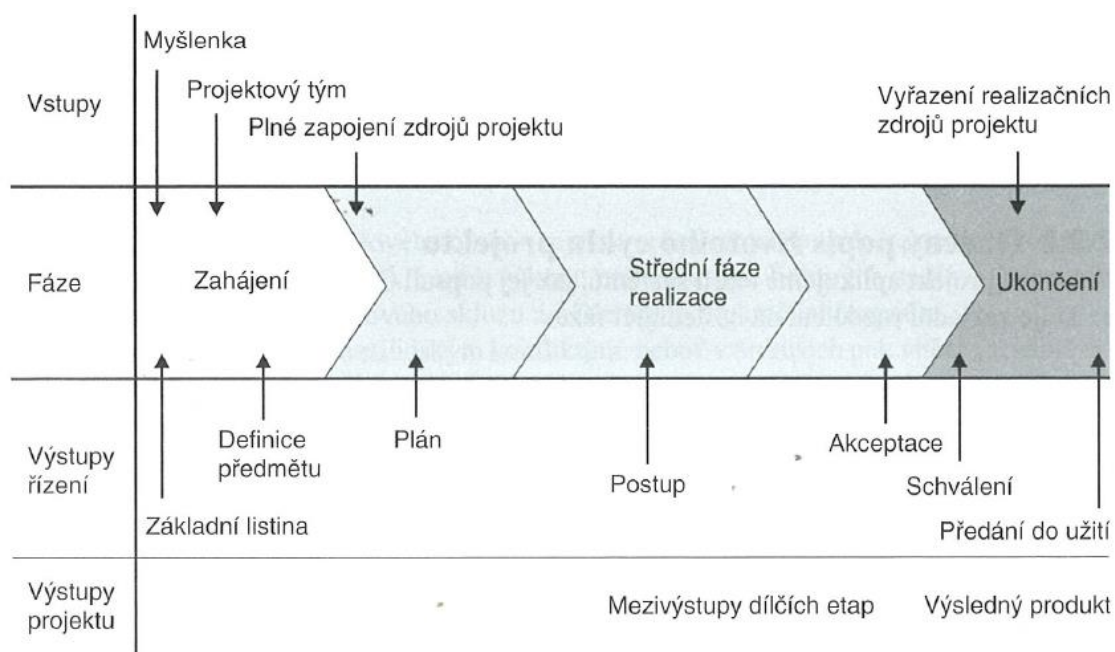 Myšlenka
Projektový tým
Plné zapojení zdrojů projektu
Vyřazení realizačních
zdrojů projektu
Vstupy
Fáze
Zahájení
Střední fáze
realizace
Ukončení
Výstupy
řízení
Definice
předmětu
Plán
Postup
Akceptace
Schválení
Základní listina
Předání do užití
Výstupy
projektu
Mezivýstupy dílčích etap
Výsledný produkt